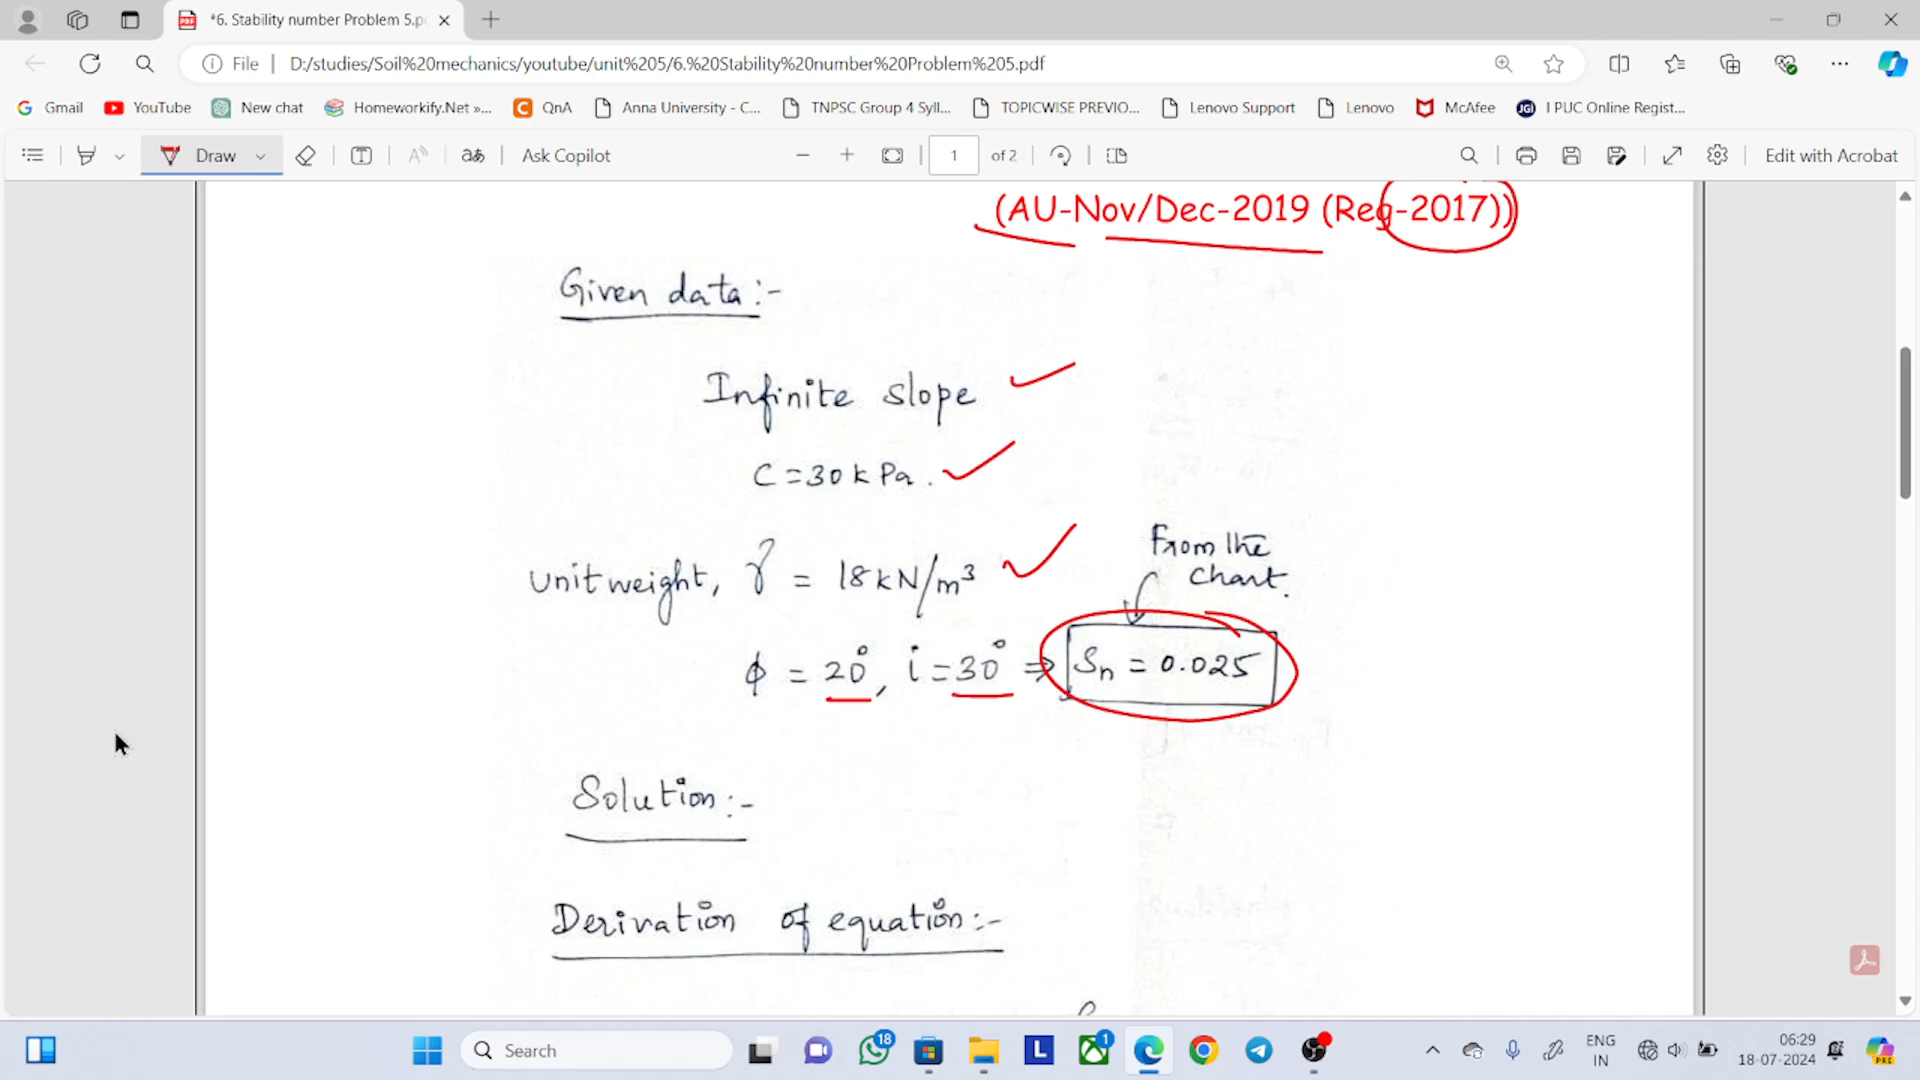 *6. Stability number Problem 5.p
File
D:/studies/Soil%20mechanics/youtube/unit%205/6.%20Stability%20number%20Problem%205.pdf
Gmail
YouTube
New chat
Homeworkify.Net »...
QnA
Anna University - C...
TNPSC Group 4 Syll...
TOPICWISE PREVIO...
Lenovo Support
Lenovo
McAfee
I PUC Online Regist...
Draw
Ask Copilot
1 of 2
Edit with Acrobat
(AU-Nov/Dec-2019 (Reg-2017))
Given data:-
Infinite slope
C = 30 k Pa.
unit weight, γ = 18 kN/m³
From the
chart.
ϕ = 20°, i = 30° ⇒ Sn = 0.025
Solution:-
Derivation of equation:-
Search
18
1
ENG
IN
06:29
18-07-2024